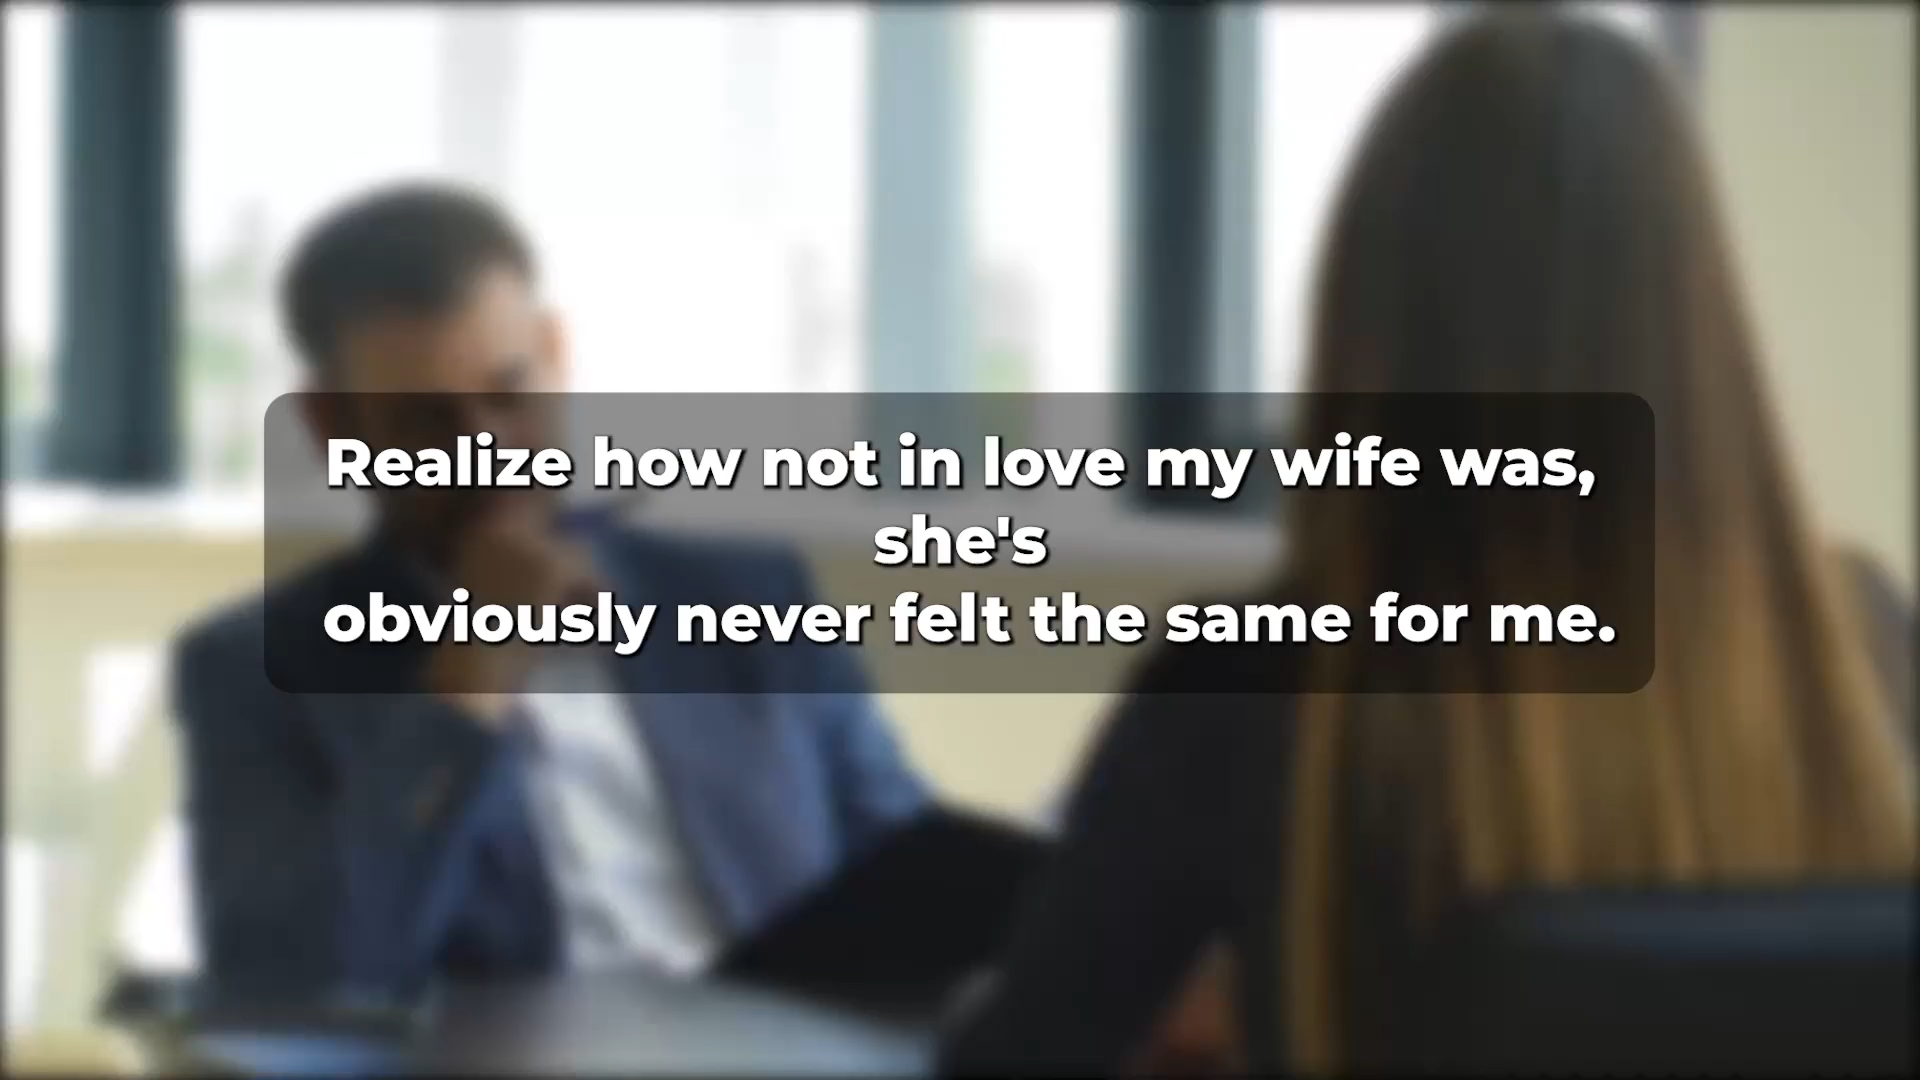 Realize how not in love my wife was,
she's
obviously never felt the same for me.